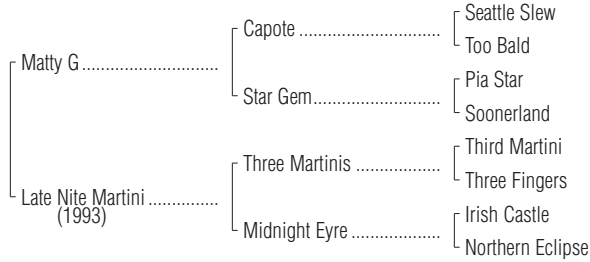 Seattle Slew
Capote
Too Bald
Matty G
Pia Star
Star Gem
Soonerland
Third Martini
Three Martinis
Three Fingers
Late Nite Martini
(1993)
Irish Castle
Midnight Eyre
Northern Eclipse